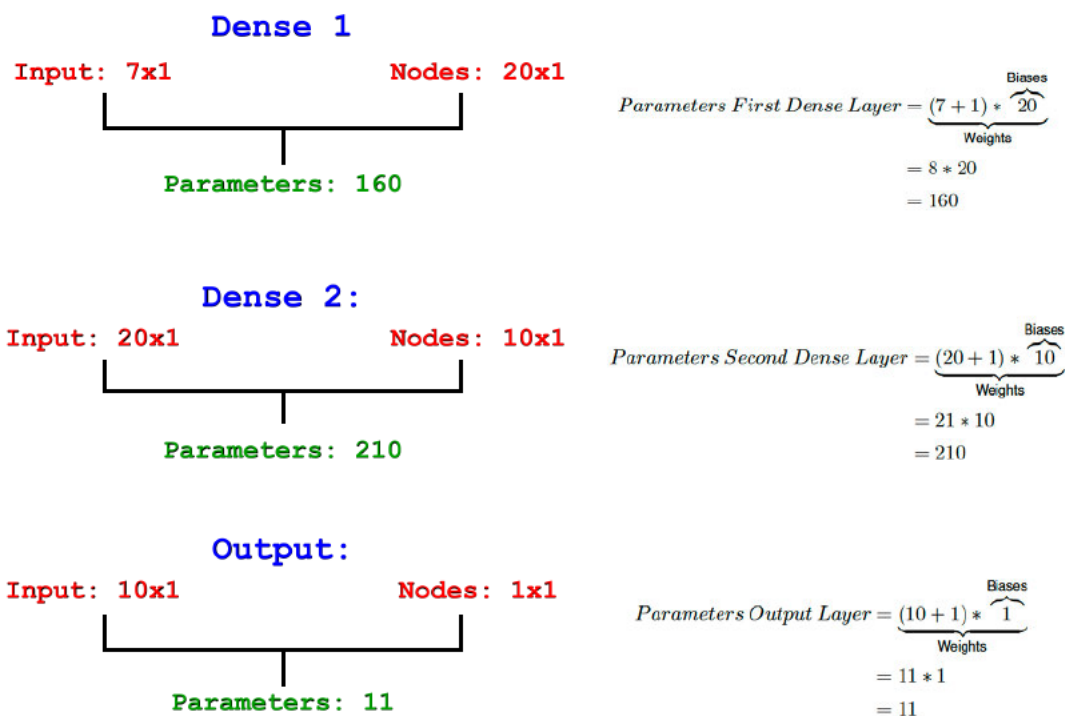 Dense 1
Input: 7x1
Nodes: 20x1
Parameters: 160
Biases
Parameters First Dense Layer = (7 + 1) * 20
Weights
= 8 * 20
= 160
Dense 2:
Input: 20x1
Nodes: 10x1
Parameters: 210
Biases
Parameters Second Dense Layer = (20 + 1) * 10
Weights
= 21 * 10
= 210
Output:
Input: 10x1
Nodes: 1x1
Parameters: 11
Biases
Parameters Output Layer = (10 + 1) * 1
Weights
= 11 * 1
= 11